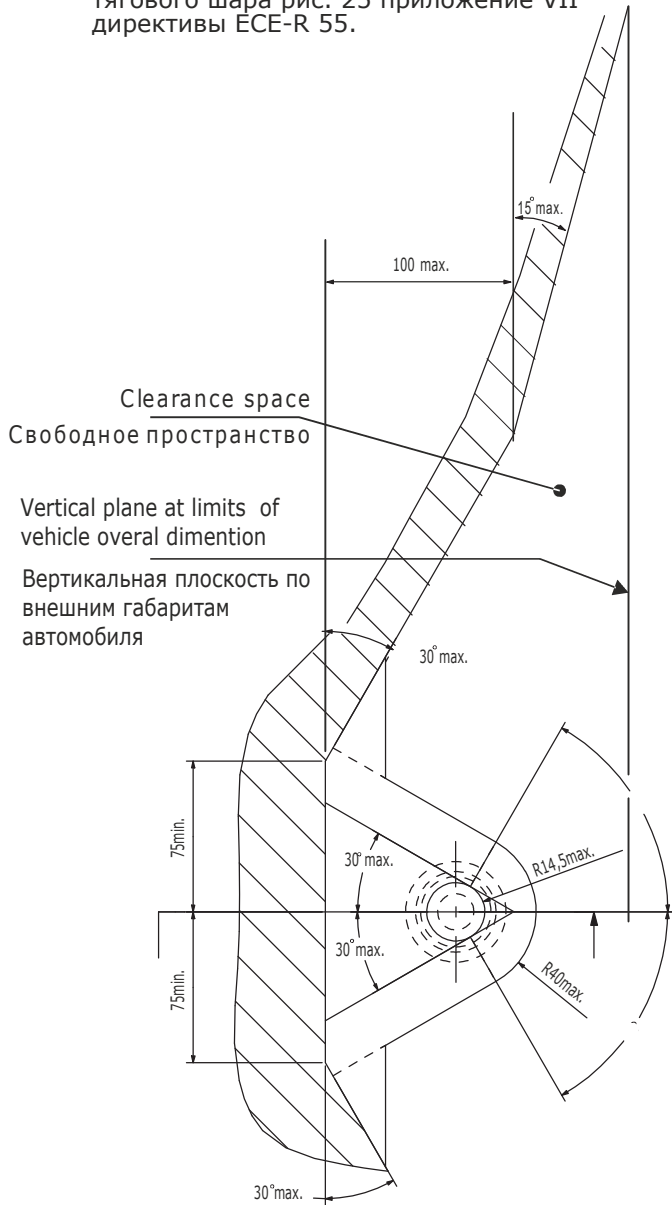 тягового шара рис. 25 приложение VII
директивы ECE-R 55.
15°max.
100 max.
Clearance space
Свободное пространство
Vertical plane at limits of
vehicle overal dimention
Вертикальная плоскость по
внешним габаритам
автомобиля
30°max.
75min.
30°max.
R14,5max.
30°max.
75min.
R40max.
30°max.